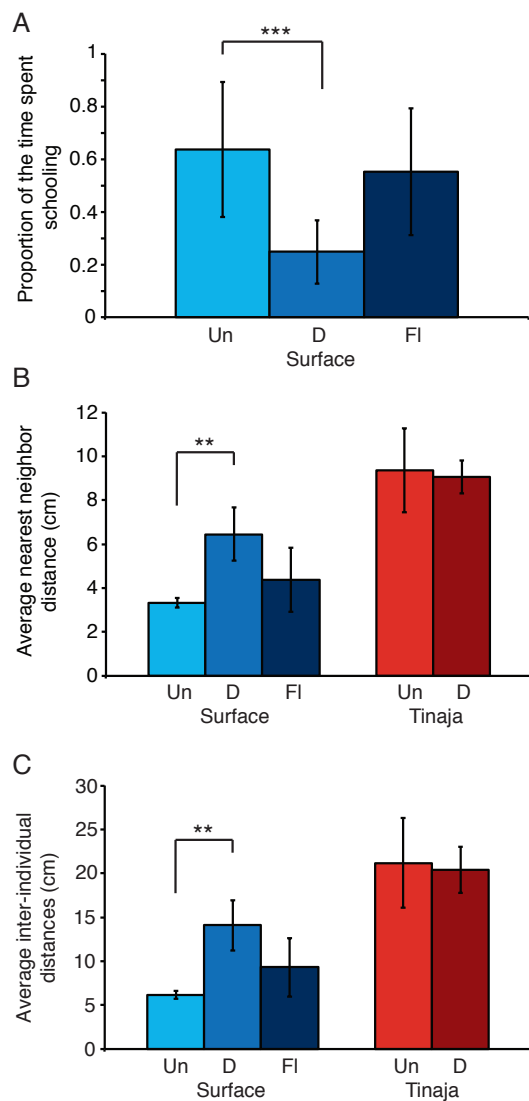 A
Proportion of the time spent
schooling
1
0.8
0.6
0.4
0.2
0
***
Un D Fl
Surface
B
Average nearest neighbor
distance (cm)
12
10
8
6
4
2
0
**
Un D Fl Un D
Surface Tinaja
C
Average inter-individual
distances (cm)
30
25
20
15
10
5
0
**
Un D Fl Un D
Surface Tinaja